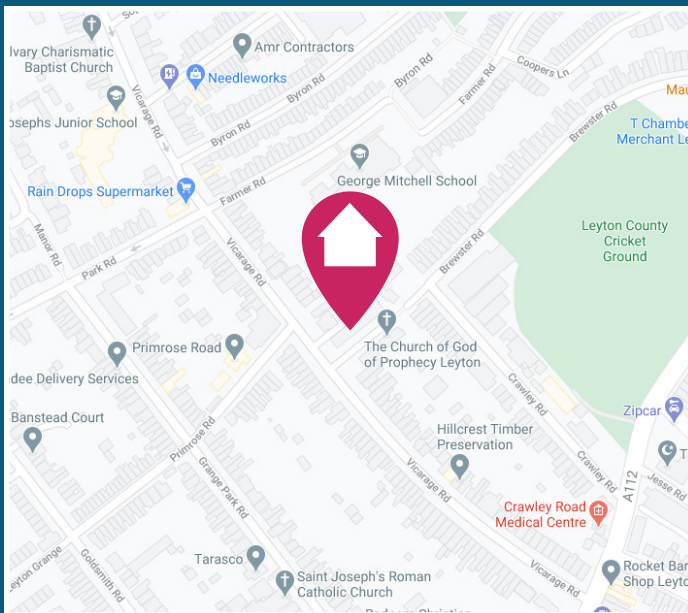 lvary Charismatic
Baptist Church
Amr Contractors
Needleworks
Byron Rd
Byron Rd
Byron Rd
Coopers Ln
Farmer Rd
Vicarage Rd
osephs Junior School
Brewster Rd
T Chambe
Merchant Le
George Mitchell School
Rain Drops Supermarket
Farmer Rd
Manor Rd
Park Rd
Vicarage Rd
Brewster Rd
Leyton County
Cricket
Ground
Primrose Road
The Church of God
of Prophecy Leyton
dee Delivery Services
Crawley Rd
Banstead Court
Primrose Rd
Hillcrest Timber
Preservation
Zipcar
Grange Park Rd
Vicarage Rd
Crawley Rd
A112
Jesse Rd
Crawley Road
Medical Centre
eyton Grange
Goldsmith Rd
Tarasco
Saint Joseph's Roman
Catholic Church
Vicarage Rd
Rocket Bar
Shop Leyto